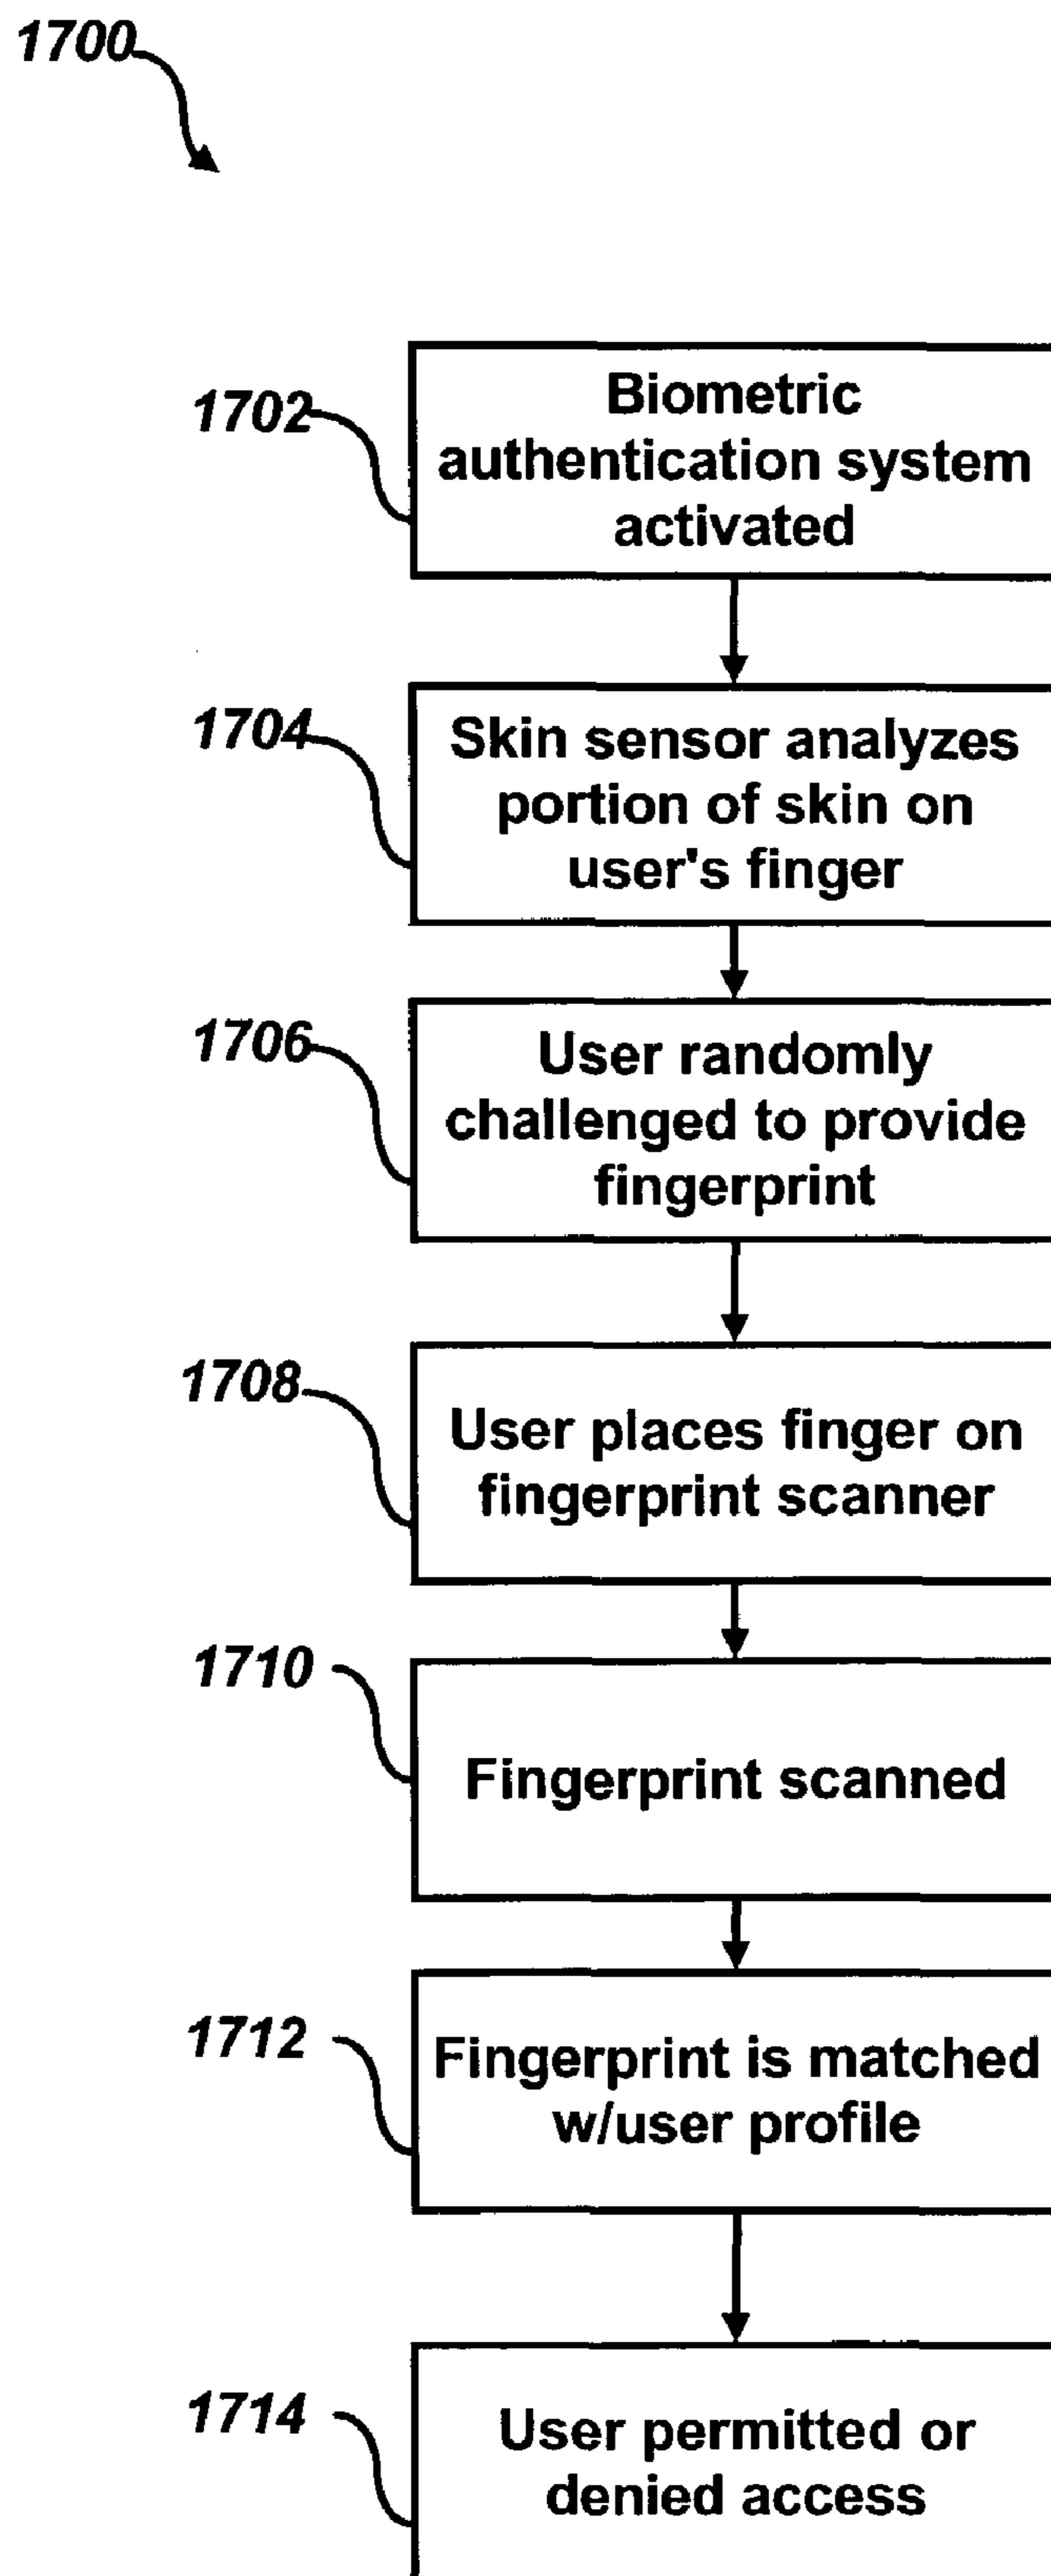 1700
1702
Biometric
authentication system
activated
1704
Skin sensor analyzes
portion of skin on
user's finger
1706
User randomly
challenged to provide
fingerprint
1708
User places finger on
fingerprint scanner
1710
Fingerprint scanned
1712
Fingerprint is matched
w/user profile
1714
User permitted or
denied access